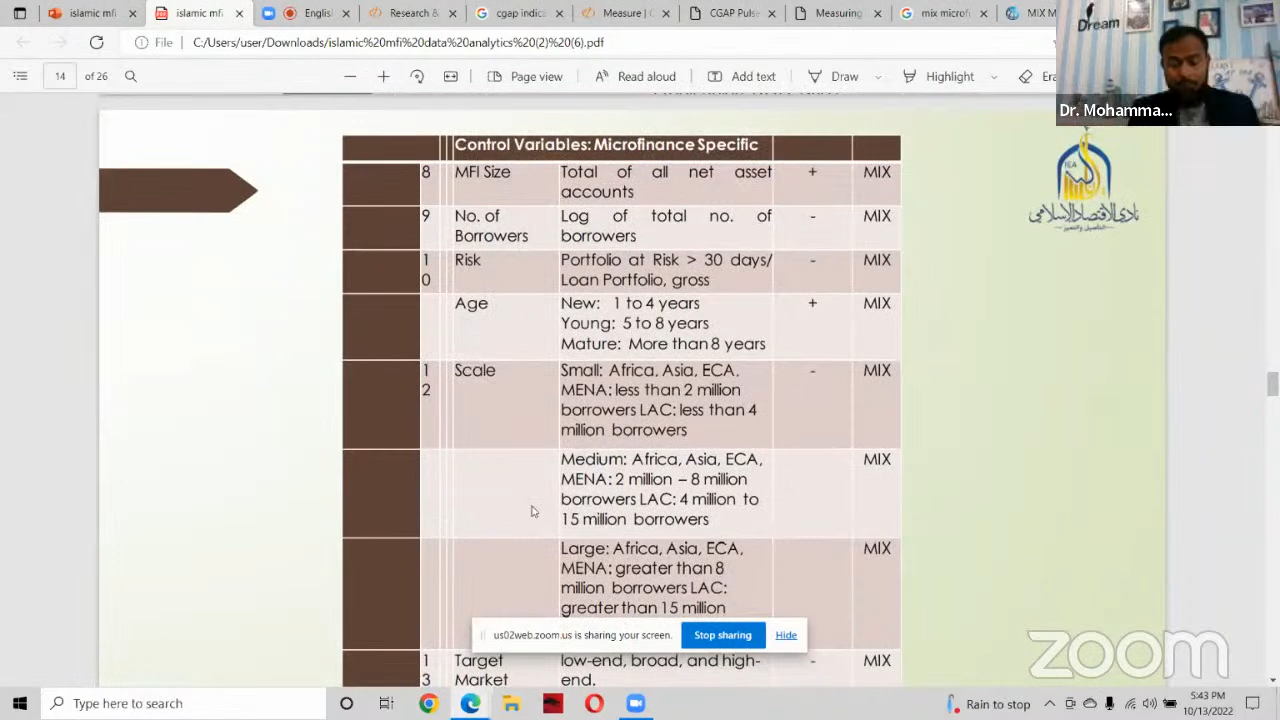 islamic mfi
islamic mfi
English
Research &
cgap indica
Measure |
CGAP Pulse
Measuring
mix microfi
MIX M
File C:/Users/user/Downloads/islamic%20mfi%20data%20analytics%20(2)%20(6).pdf
14 of 26 Page view Read aloud Add text Draw Highlight
Dream
Dr. Mohamma...
Control Variables: Microfinance Specific
8 MFI Size Total of all net asset + MIX
accounts
9 No. of Log of total no. of - MIX
Borrowers borrowers
1 Risk Portfolio at Risk > 30 days/ - MIX
0 Loan Portfolio, gross
Age New: 1 to 4 years + MIX
Young: 5 to 8 years
Mature: More than 8 years
1 Scale Small: Africa, Asia, ECA, - MIX
2 MENA: less than 2 million
borrowers LAC: less than 4
million borrowers
Medium: Africa, Asia, ECA, MIX
MENA: 2 million – 8 million
borrowers LAC: 4 million to
15 million borrowers
Large: Africa, Asia, ECA, MIX
MENA: greater than 8
million borrowers LAC:
greater than 15 million
1 Target low-end, broad, and high- - MIX
3 Market end.
IEA
نادي الاقتصاد الإسلامي
التأصيل والتميز
us02web.zoom.us is sharing your screen. Stop sharing Hide
zoom
Type here to search
Rain to stop
5:43 PM
10/13/2022